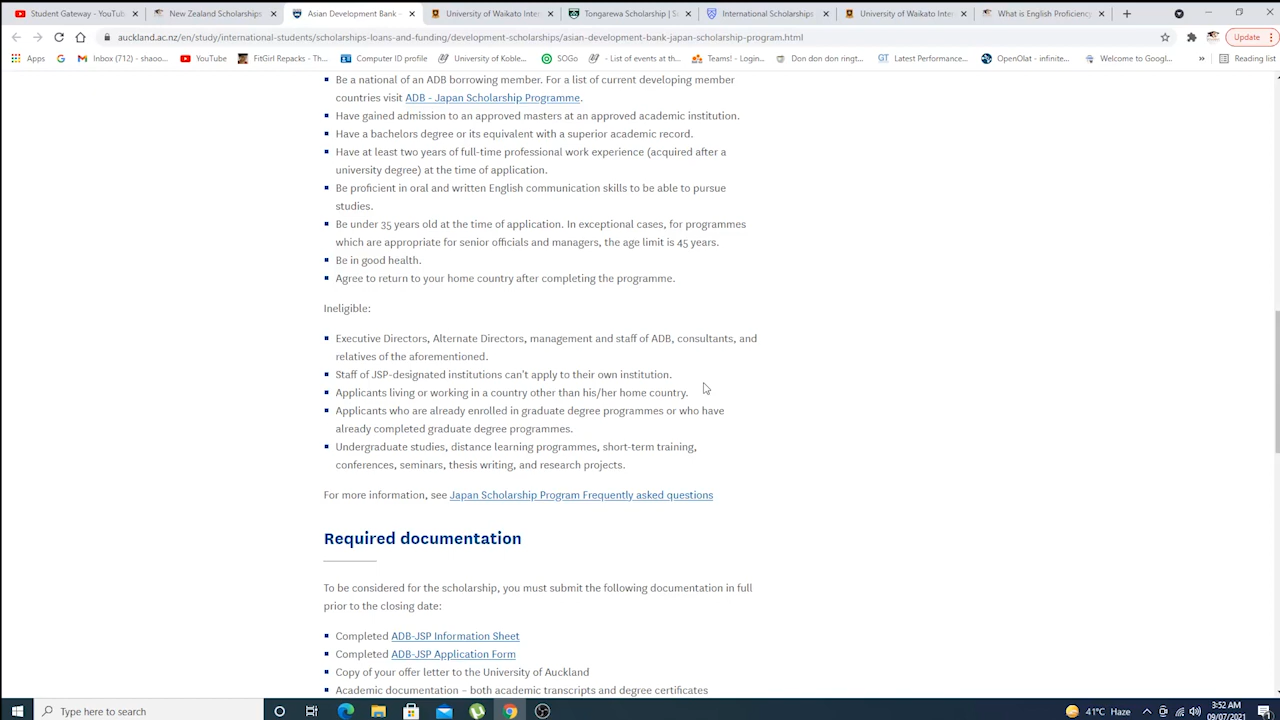 Student Gateway - YouTub
New Zealand Scholarships
Asian Development Bank –
University of Waikato Inte
Tongarewa Scholarship | S
International Scholarships
University of Waikato Inte
What is English Proficienc
auckland.ac.nz/en/study/international-students/scholarships-loans-and-funding/development-scholarships/asian-development-bank-japan-scholarship-program.html
Update
Apps
Inbox (712) - shaoo...
YouTube
FitGirl Repacks - Th...
Computer ID profile
University of Koble...
SOGo
- List of events at th...
Teams! - Login...
Don don don ringt...
Latest Performance...
OpenOlat - infinite...
Welcome to Googl...
»
Reading list
Be a national of an ADB borrowing member. For a list of current developing member
countries visit ADB - Japan Scholarship Programme.
Have gained admission to an approved masters at an approved academic institution.
Have a bachelors degree or its equivalent with a superior academic record.
Have at least two years of full-time professional work experience (acquired after a
university degree) at the time of application.
Be proficient in oral and written English communication skills to be able to pursue
studies.
Be under 35 years old at the time of application. In exceptional cases, for programmes
which are appropriate for senior officials and managers, the age limit is 45 years.
Be in good health.
Agree to return to your home country after completing the programme.
Ineligible:
Executive Directors, Alternate Directors, management and staff of ADB, consultants, and
relatives of the aforementioned.
Staff of JSP-designated institutions can't apply to their own institution.
Applicants living or working in a country other than his/her home country.
Applicants who are already enrolled in graduate degree programmes or who have
already completed graduate degree programmes.
Undergraduate studies, distance learning programmes, short-term training,
conferences, seminars, thesis writing, and research projects.
For more information, see Japan Scholarship Program Frequently asked questions
Required documentation
To be considered for the scholarship, you must submit the following documentation in full
prior to the closing date:
Completed ADB-JSP Information Sheet
Completed ADB-JSP Application Form
Copy of your offer letter to the University of Auckland
Academic documentation – both academic transcripts and degree certificates
Type here to search
41°C Haze
3:52 AM